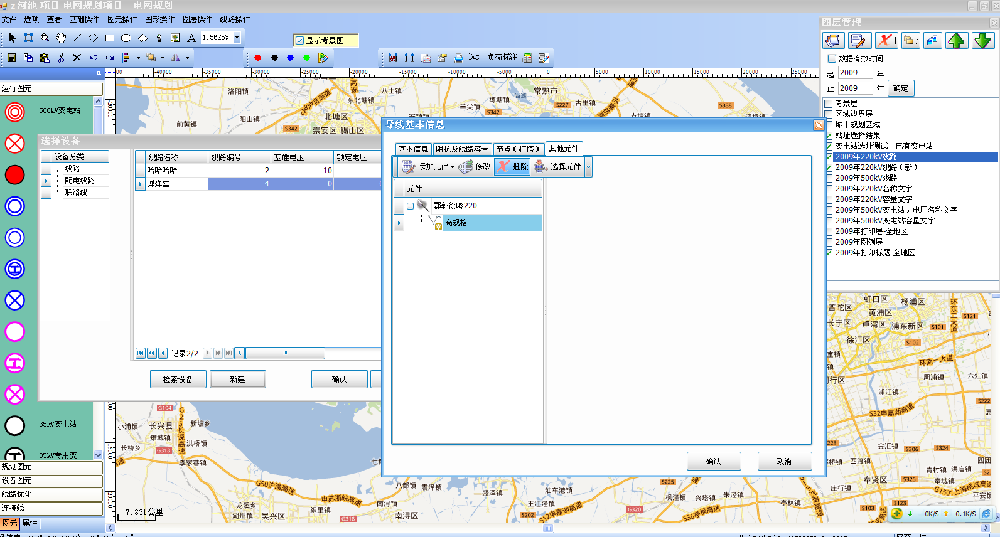 z 河池 项目 电网规划项目 电网规划
文件 选项 查看 基础操作 图元操作 图形操作 图层操作 线路操作
1.5625%
显示背景图
选址 负荷标注
-40000 -35000 -30000 -25000 -20000 -15000 -10000 -5000 0 5000 10000 15000 20000 25000
运行图元
500kV变电站
35kV变电站
35kV专用变
规划图元
设备图元
线路优化
连接线
图元 属性
选择设备
设备分类
线路
配电线路
联络线
线路名称 线路编号 基准电压 额定电压
哈哈哈哈 2 10
弹弹堂 4 0
记录2/2
检索设备 新建 确认
导线基本信息
基本信息 阻抗及线路容量 节点（杆塔） 其他元件
添加元件 修改 删除 选择元件
元件
鄂郭徐岭220
高规格
确认 取消
图层管理
数据有效时间
起 2009 年
止 2009 年 确定
背景层
区域边界层
城市规划区域
站址选择结果
变电站选址测试－已有变电站
2009年220kV线路
2009年220kV线路（新）
2009年500kV线路
2009年220kV名称文字
2009年220kV容量文字
2009年500kV变电站，电厂名称文字
2009年500kV变电站容量文字
2009年打印层-全地区
2009年图例层
2009年打印标题-全地区
洛阳镇
八士镇
东北塘镇
北塘区
阳山镇
前黄镇
崇安区 锡山区
S342
羊尖镇
练塘镇
尚湖
常熟市
S227
古里镇
S338
S342
G104
小浦镇
长兴县
新塘乡
雉城镇
洪桥镇
长桥乡
G318
李家巷镇
G25长深高速
G50沪渝高速
申苏浙皖高速
龙溪乡
湖州镇
吴兴区
织里镇
南浔镇
G318
南浔区
八都镇
震泽镇
盛泽镇
王江泾镇
S202
油车港镇
S12申嘉湖高速
S225
G320
枫泾镇
兴塔镇
朱泾镇
S36亭枫高速
亭林镇
普陀区
虹口区
杨浦区
黄浦区
长宁区
卢湾区
浦东新区
S101
环东二大道
S121
徐汇区
S102
环南一大道
周浦镇
六灶镇
浦江镇
S222
S32申嘉湖高速
金汇镇
S306
S324
西渡镇
青村镇
洪庙镇
四团
奉贤区
S325
奉城镇
庄行镇
G1501上海绕城高速
平安镇
S123
S103
7.831公里
0K/S 0.1K/S